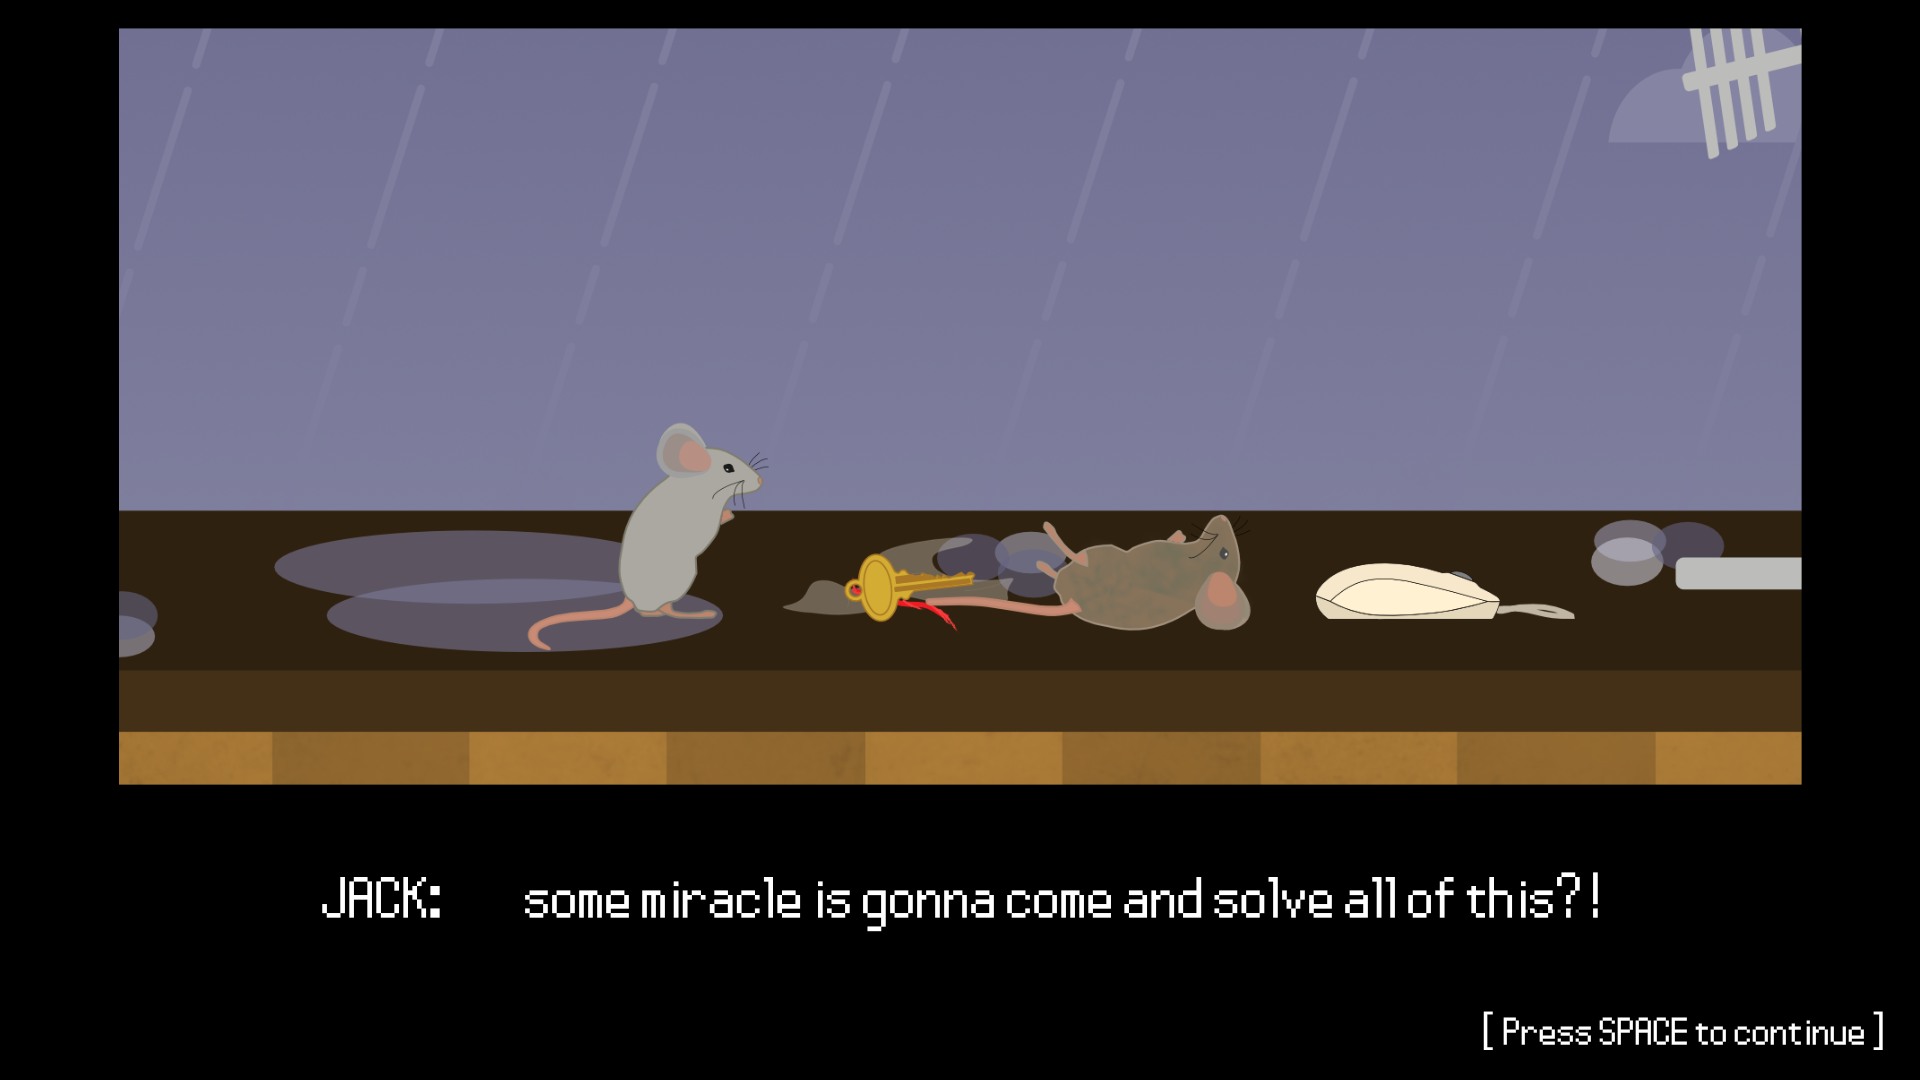 JACK: some miracle is gonna come and solve all of this?!
[ Press SPACE to continue ]